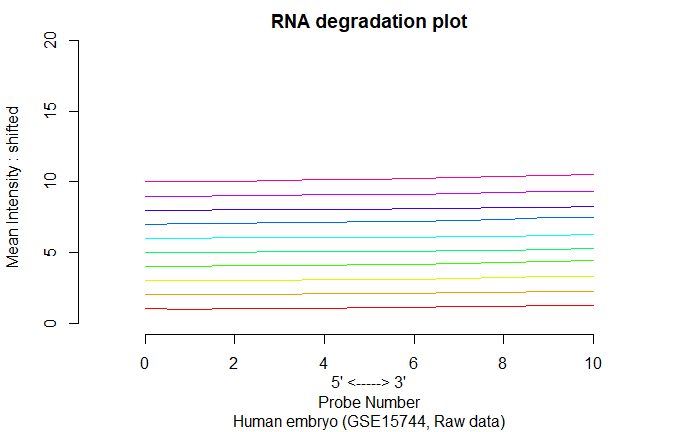 RNA degradation plot
Mean Intensity : shifted
20
15
10
5
0
0 2 4 6 8 10
5' <-----> 3'
Probe Number
Human embryo (GSE15744, Raw data)